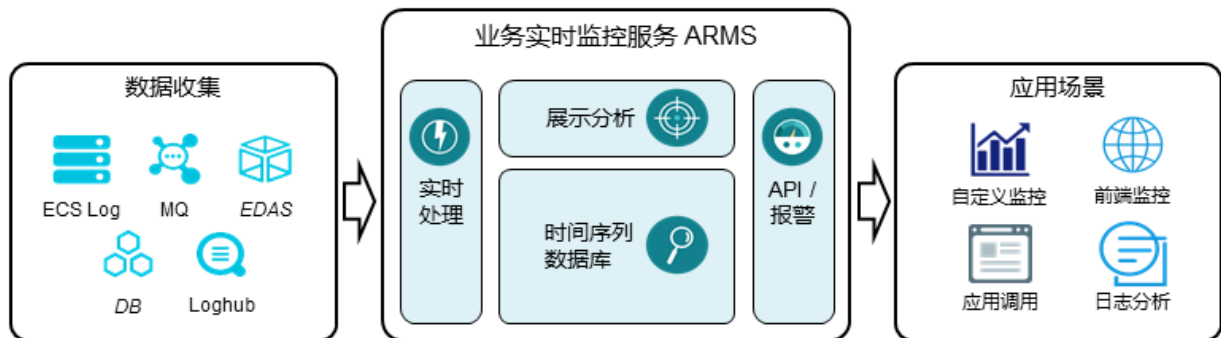 数据收集
ECS Log
MQ
EDAS
DB
Loghub
业务实时监控服务 ARMS
实时
处理
展示分析
时间序列
数据库
API /
报警
应用场景
自定义监控
前端监控
应用调用
日志分析